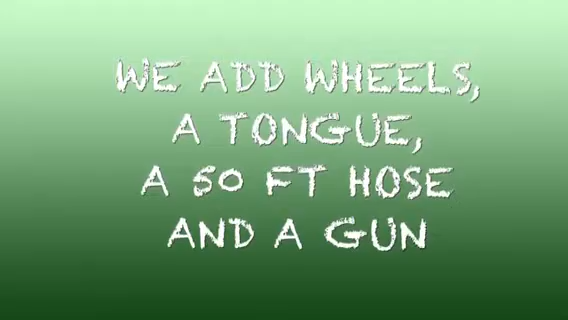 WE ADD WHEELS,
A TONGUE,
A 50 FT HOSE
AND A GUN